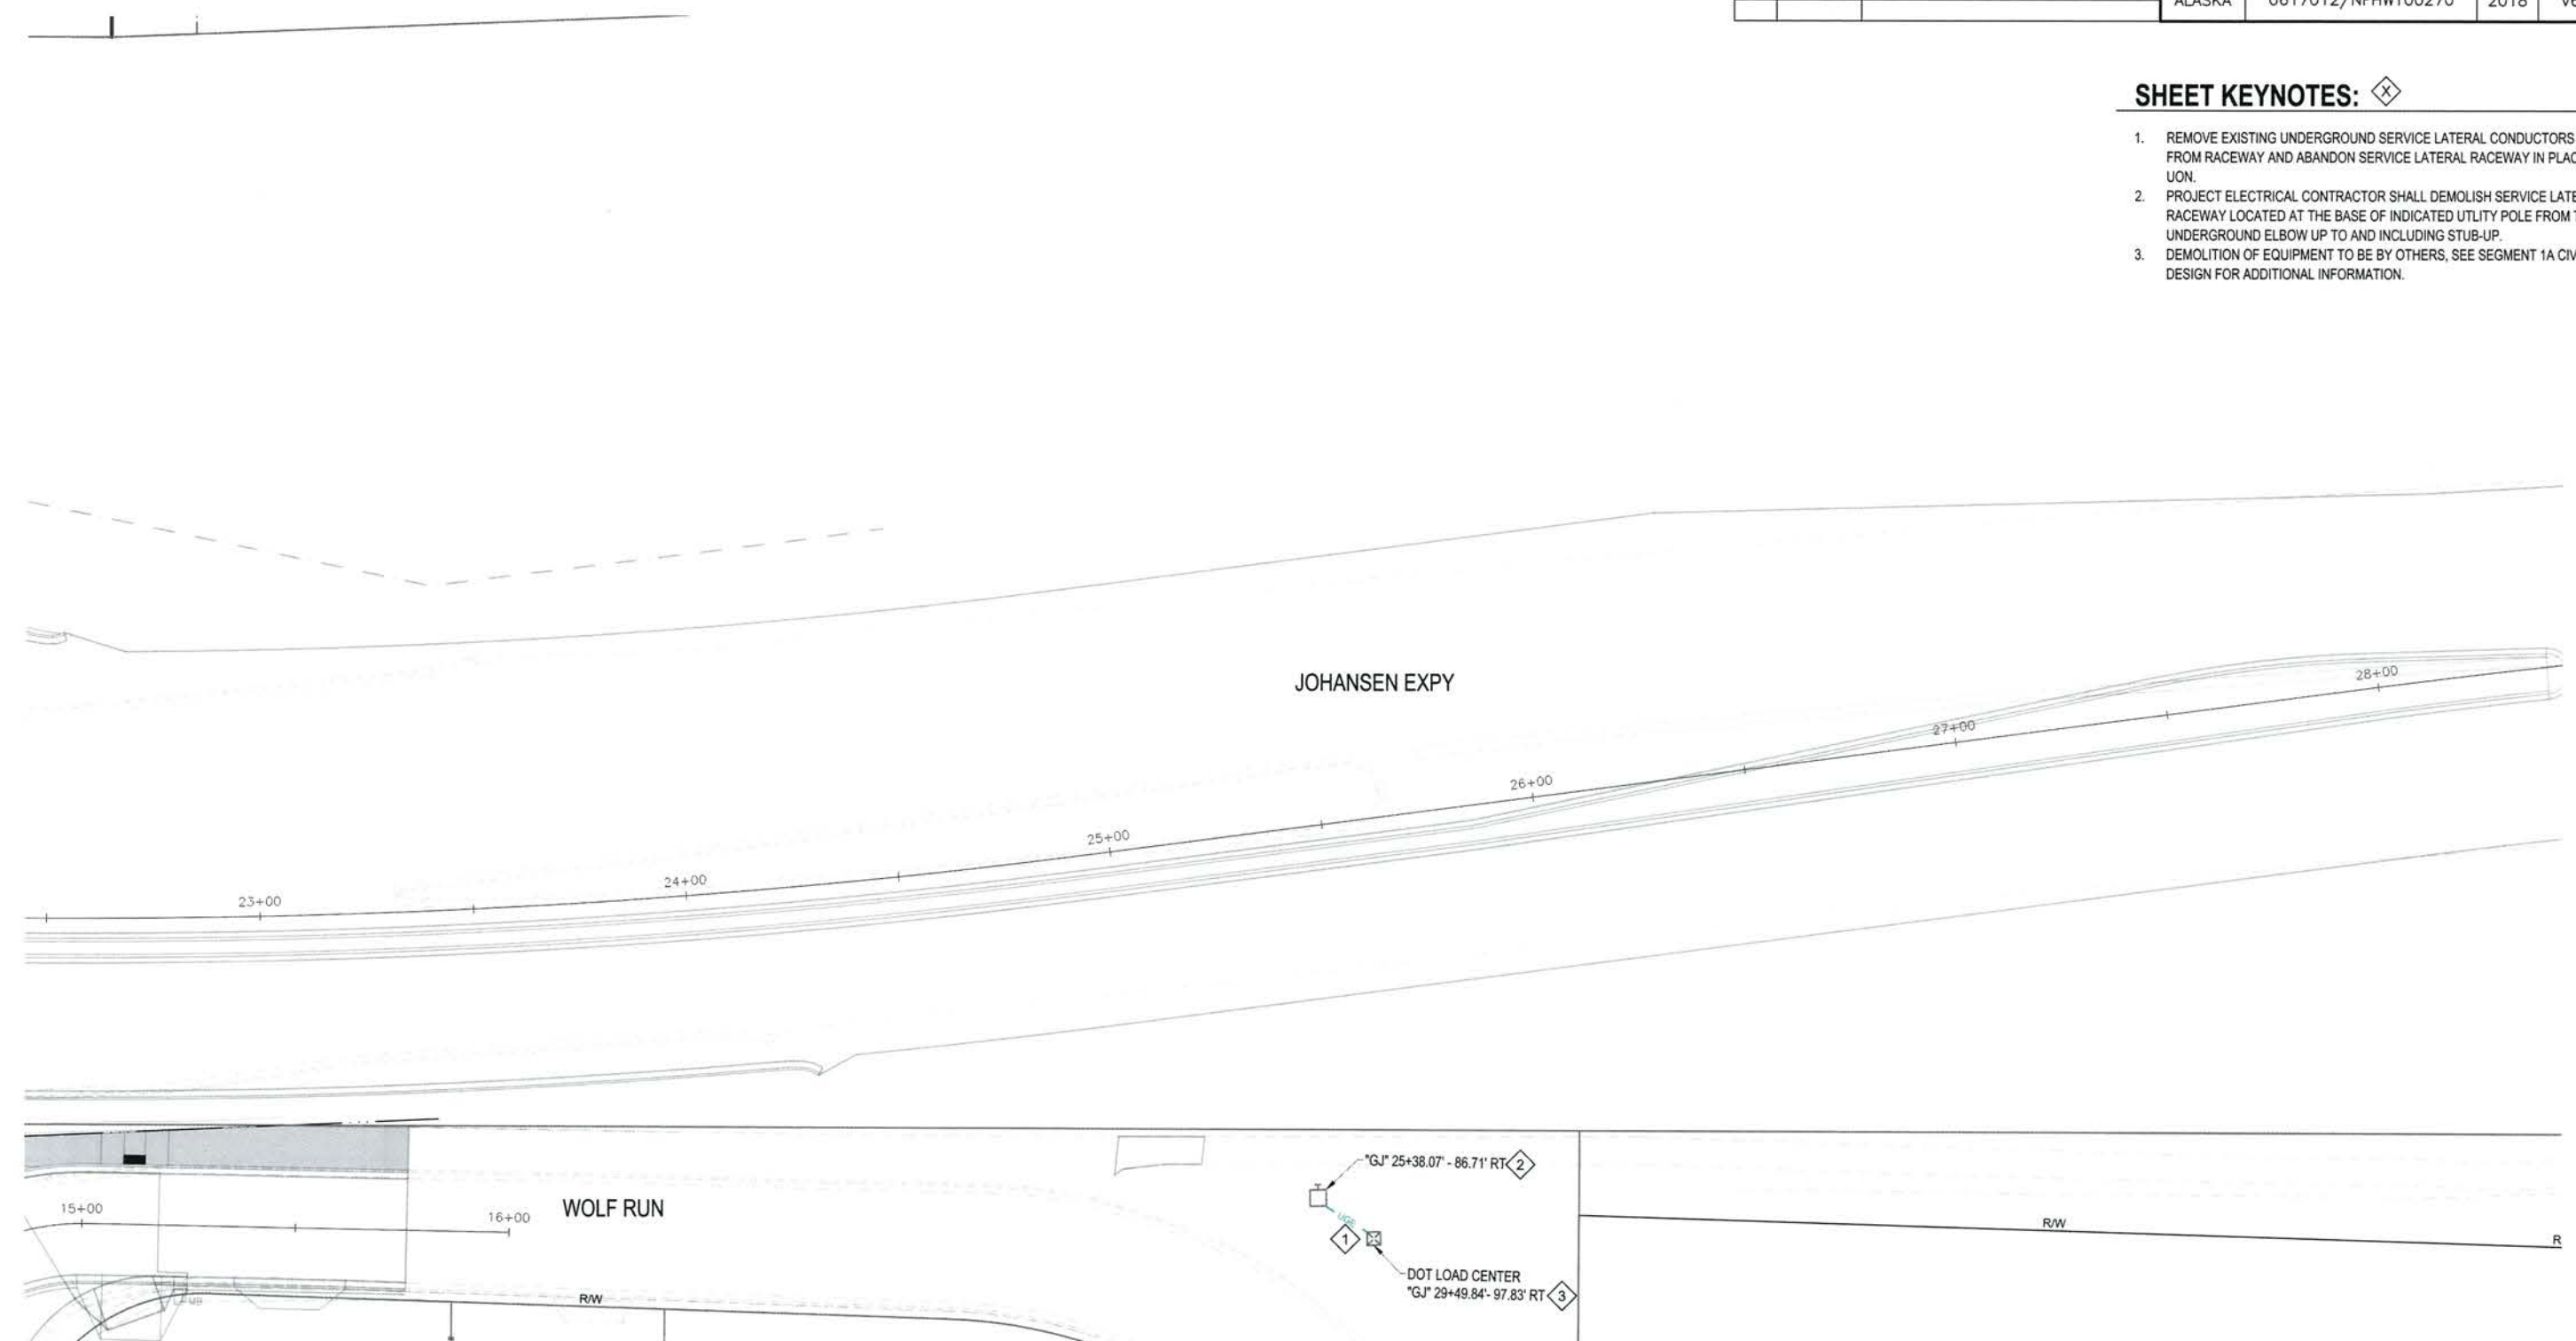 ALASKA
2018
SHEET KEYNOTES: X
1. REMOVE EXISTING UNDERGROUND SERVICE LATERAL CONDUCTORS
FROM RACEWAY AND ABANDON SERVICE LATERAL RACEWAY IN PLAC
UON.
2. PROJECT ELECTRICAL CONTRACTOR SHALL DEMOLISH SERVICE LATE
RACEWAY LOCATED AT THE BASE OF INDICATED UTLITY POLE FROM
UNDERGROUND ELBOW UP TO AND INCLUDING STUB-UP.
3. DEMOLITION OF EQUIPMENT TO BE BY OTHERS, SEE SEGMENT 1A CIV
DESIGN FOR ADDITIONAL INFORMATION.
JOHANSEN EXPY
28+00
27+00
26+00
25+00
24+00
23+00
"GJ" 25+38.07' - 86.71' RT 2
UGE
1
DOT LOAD CENTER
"GJ" 29+49.84'- 97.83' RT 3
WOLF RUN
15+00
16+00
R/W
R/W
R
MB